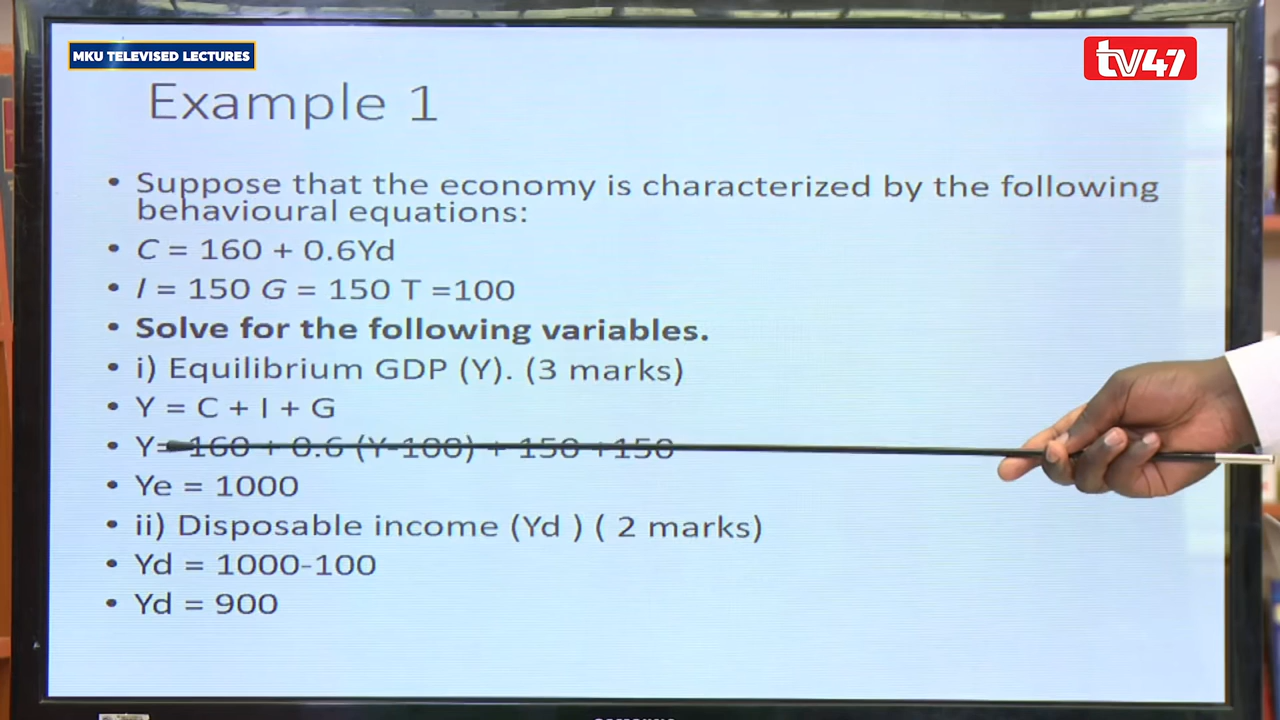 MKU TELEVISED LECTURES
tv47
Example 1
• Suppose that the economy is characterized by the following
behavioural equations:
• C = 160 + 0.6Yd
• I = 150 G = 150 T =100
• Solve for the following variables.
• i) Equilibrium GDP (Y). (3 marks)
• Y = C + I + G
• Y= 160 + 0.6 (Y-100) + 150 +150
• Ye = 1000
• ii) Disposable income (Yd ) ( 2 marks)
• Yd = 1000-100
• Yd = 900